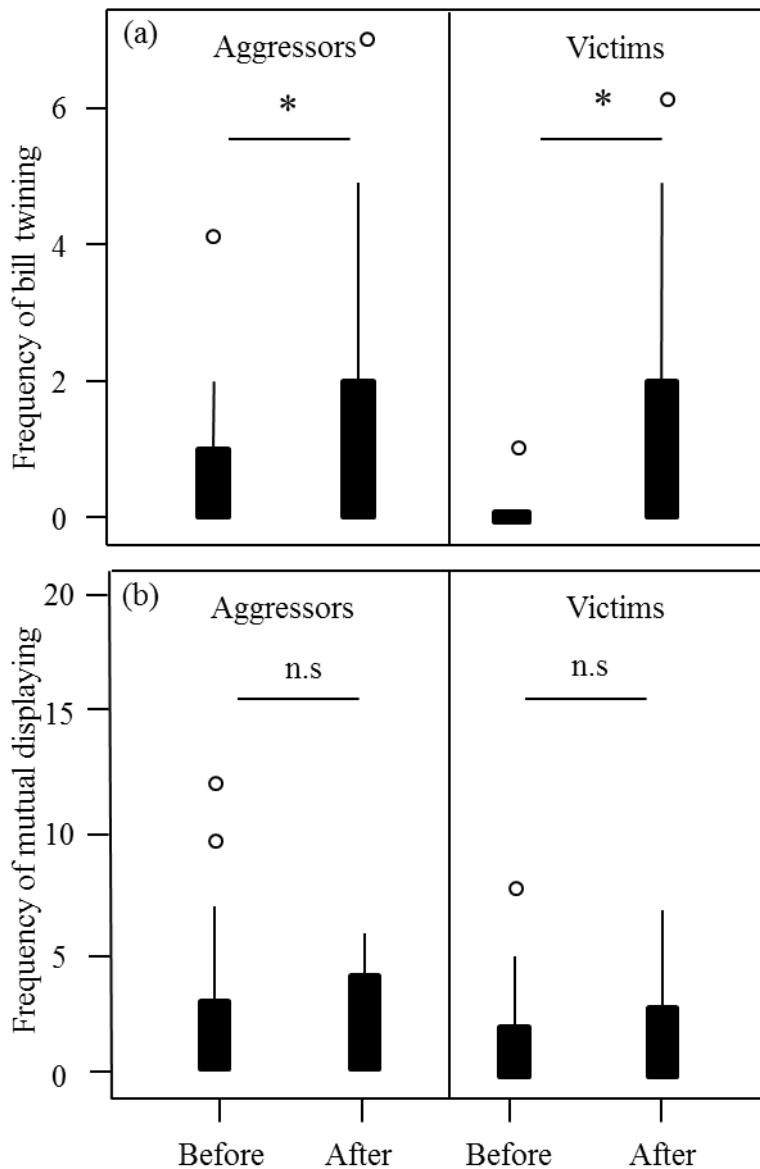 (a)
Aggressors
Victims
*
*
Frequency of bill twining
6
4
2
0
(b)
Aggressors
Victims
n.s
n.s
Frequency of mutual displaying
20
15
10
5
0
Before After Before After